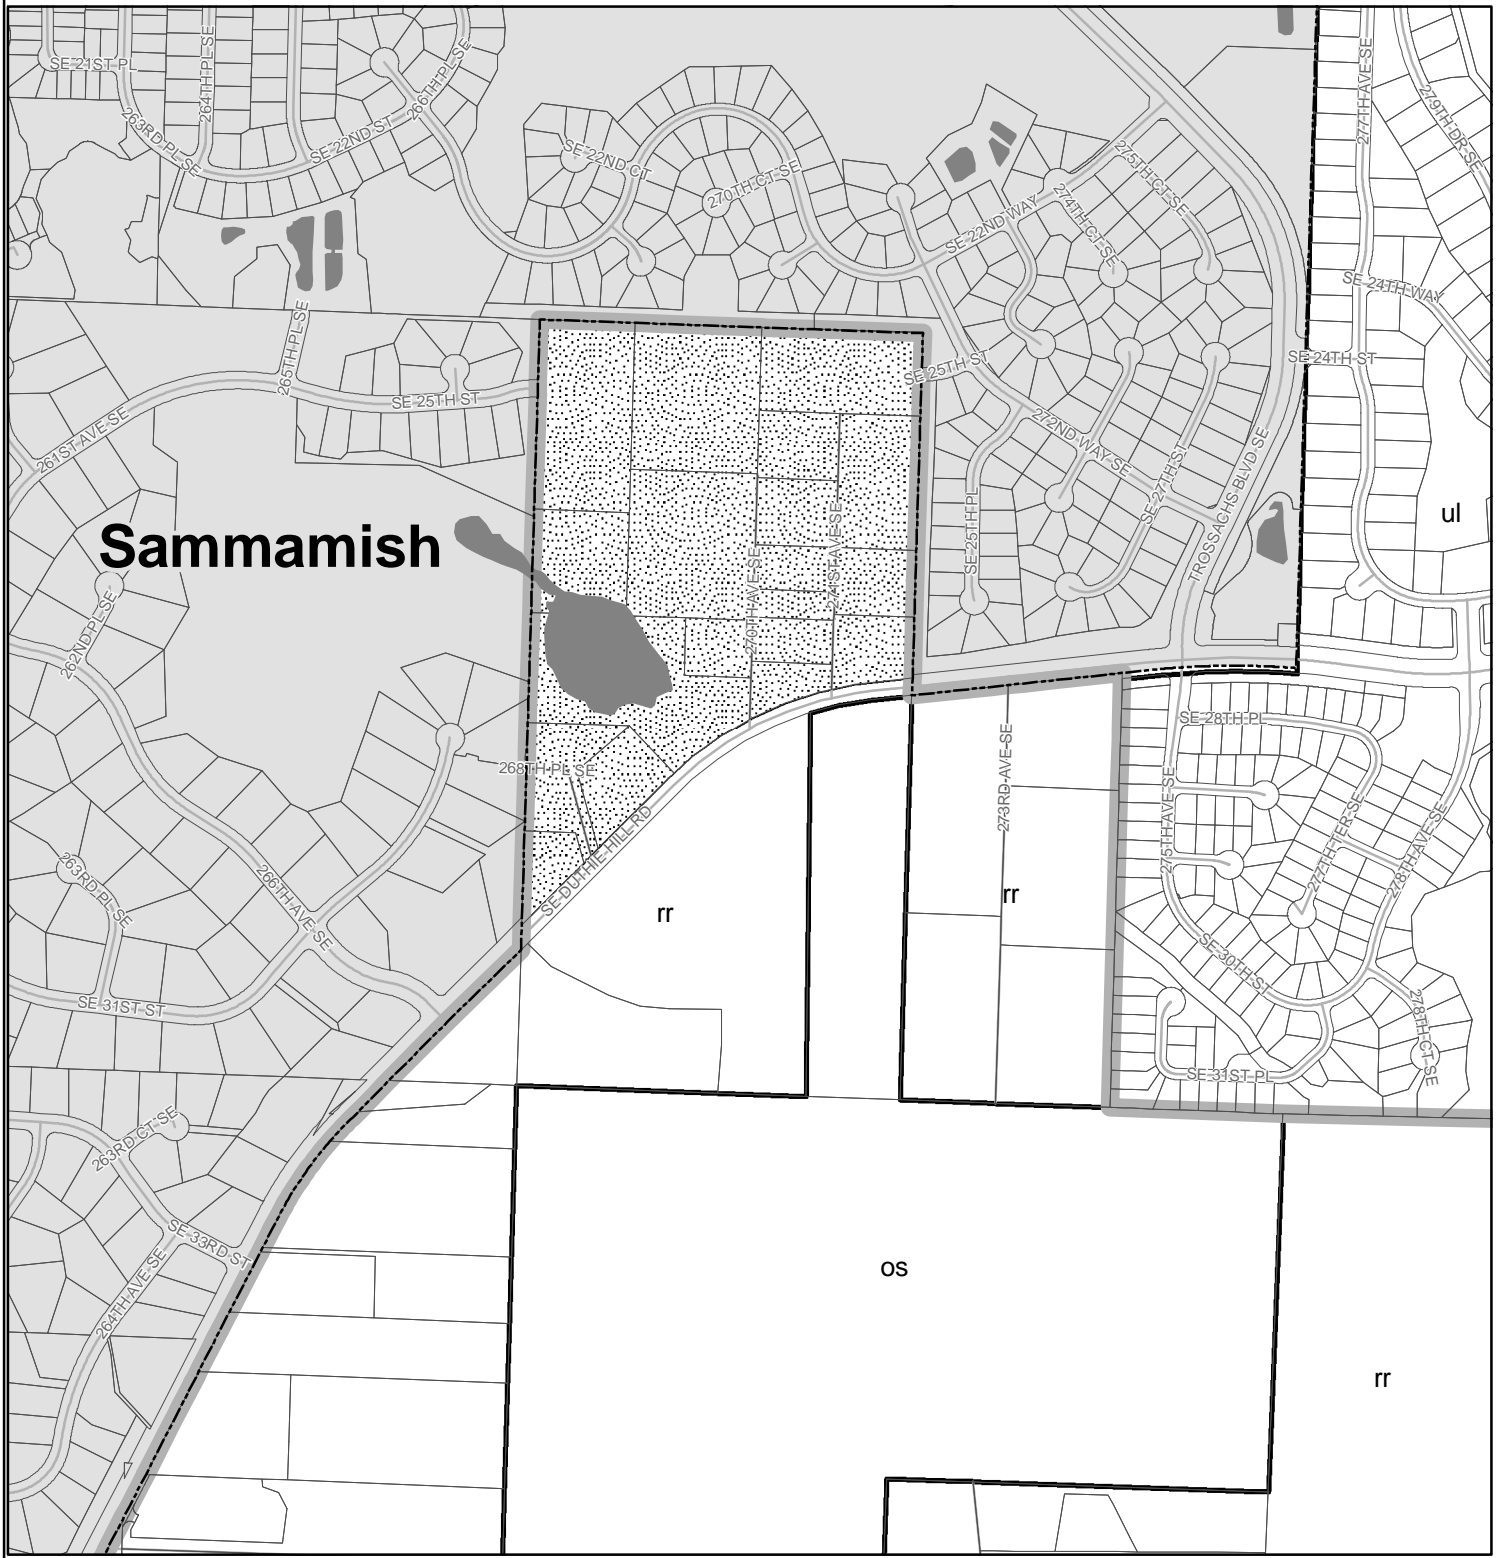 SE 21ST PL
264TH PL SE
266TH PL SE
263RD PL SE
SE 22ND ST
SE 22ND CT
270TH CT SE
SE 22ND WAY
274TH CT SE
275TH CT SE
277TH AVE SE
279TH DR SE
SE 24TH WAY
SE 24TH ST
265TH PL SE
SE 25TH ST
SE 25TH ST
261ST AVE SE
272ND WAY SE
SE 27TH ST
TROSSACHS BLVD SE
SE 25TH PL
Sammamish
ul
270TH AVE SE
271ST AVE SE
262ND PL SE
268TH PL SE
SE DUTHIE HILL RD
273RD AVE SE
SE 28TH PL
275TH AVE SE
277TH TER SE
278TH AVE SE
263RD PL SE
266TH AVE SE
rr
rr
SE 30TH ST
278TH CT SE
SE 31ST ST
SE 31ST PL
263RD CT SE
SE 33RD ST
264TH AVE SE
os
rr